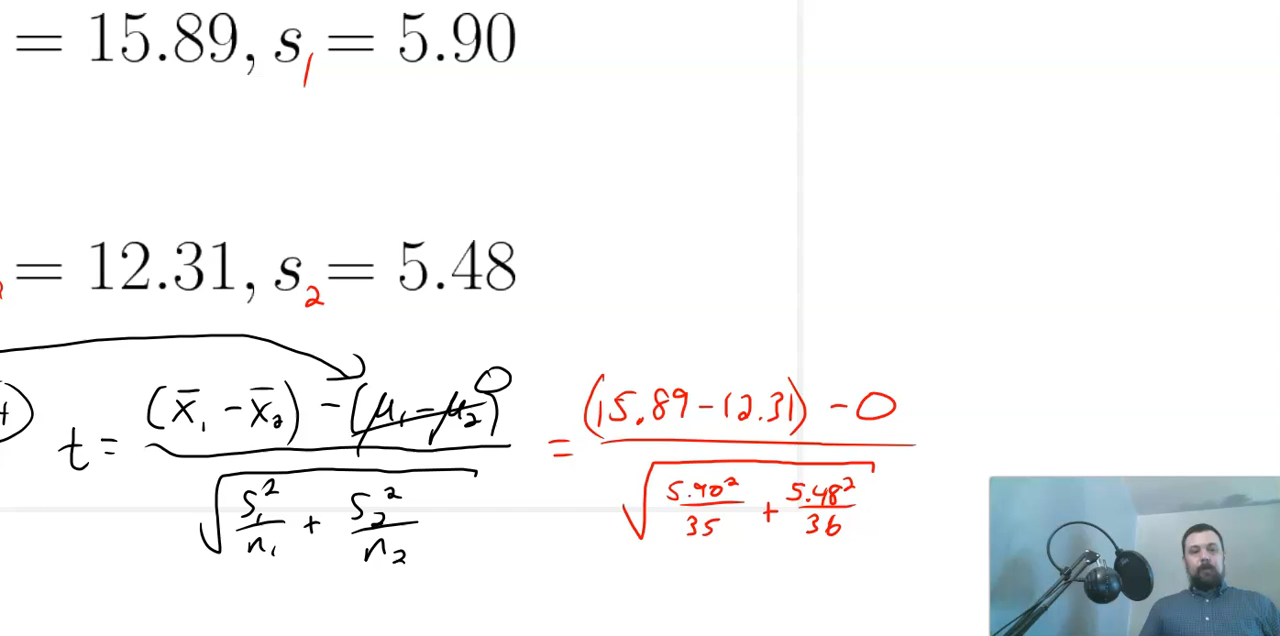 = 15.89, s₁ = 5.90
= 12.31, s₂ = 5.48
t = ((x̄₁ - x̄₂) - (μ₁ - μ₂)⁰) / √(s₁²/n₁ + s₂²/n₂) = ((15.89 - 12.31) - 0) / √(5.90²/35 + 5.48²/36)